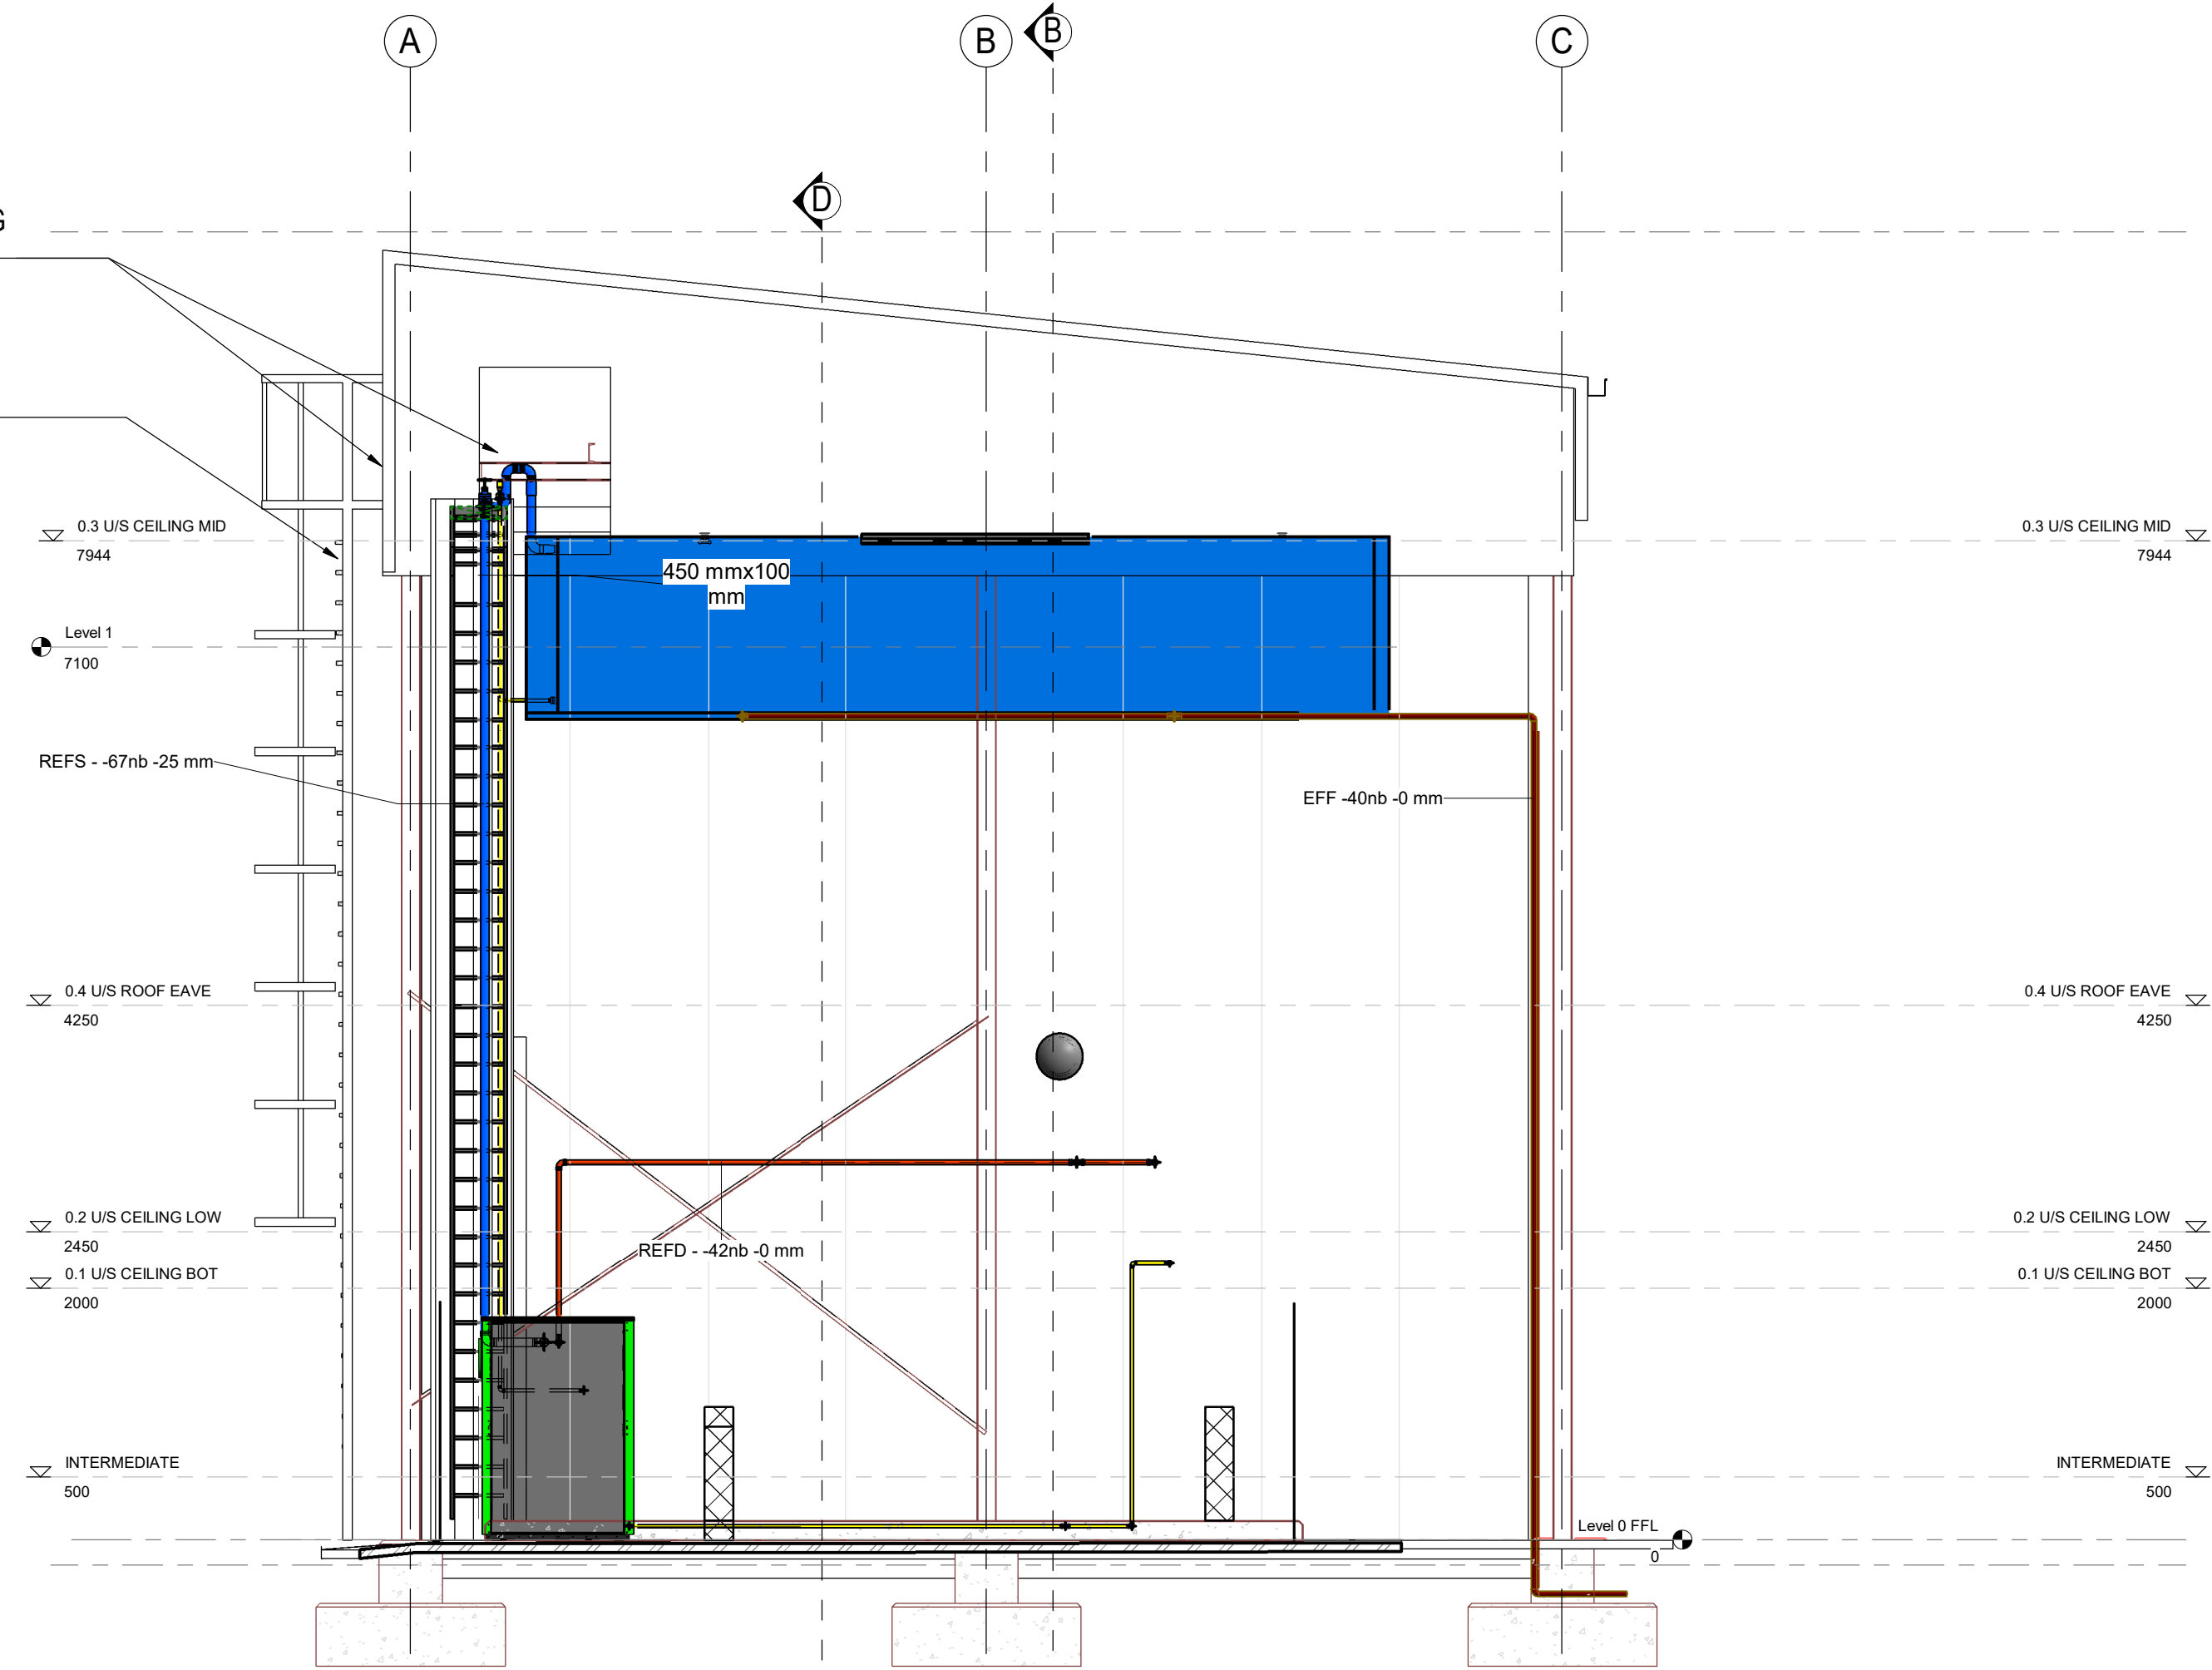 A
B
B
C
D
G
0.3 U/S CEILING MID
7944
0.3 U/S CEILING MID
7944
450 mmx100
mm
Level 1
7100
REFS - -67nb -25 mm
EFF -40nb -0 mm
0.4 U/S ROOF EAVE
4250
0.4 U/S ROOF EAVE
4250
0.2 U/S CEILING LOW
2450
0.2 U/S CEILING LOW
2450
REFD - -42nb -0 mm
0.1 U/S CEILING BOT
2000
0.1 U/S CEILING BOT
2000
INTERMEDIATE
500
INTERMEDIATE
500
Level 0 FFL
0